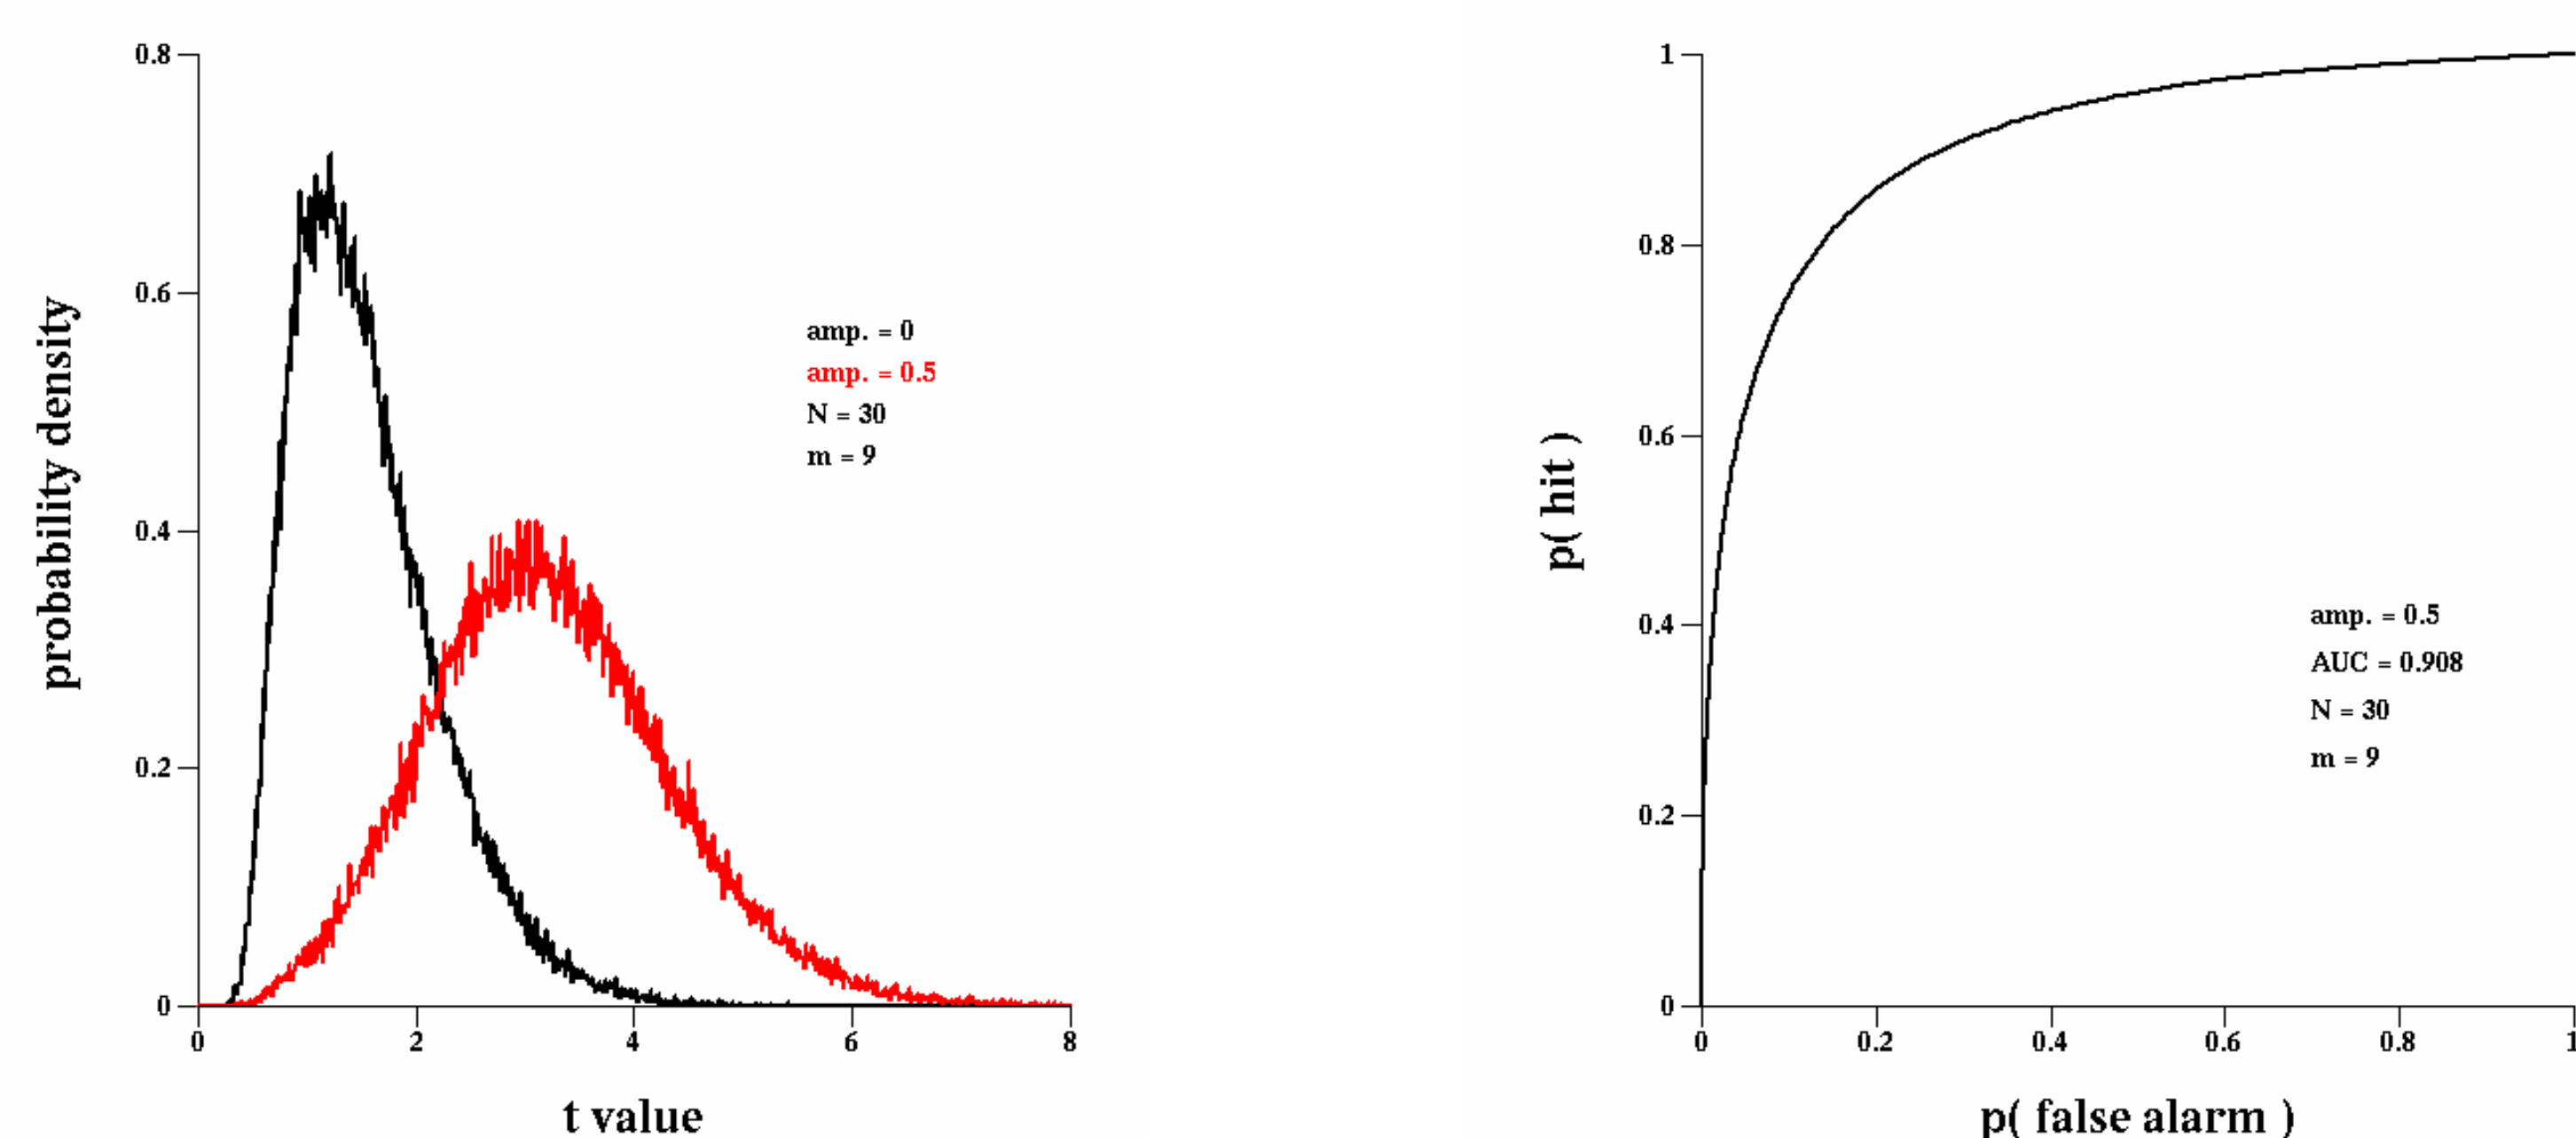 probability density
0.8
0.6
0.4
0.2
0
0
2
4
6
8
t value
amp. = 0
amp. = 0.5
N = 30
m = 9
p( hit )
1
0.8
0.6
0.4
0.2
0
0
0.2
0.4
0.6
0.8
1
p( false alarm )
amp. = 0.5
AUC = 0.908
N = 30
m = 9